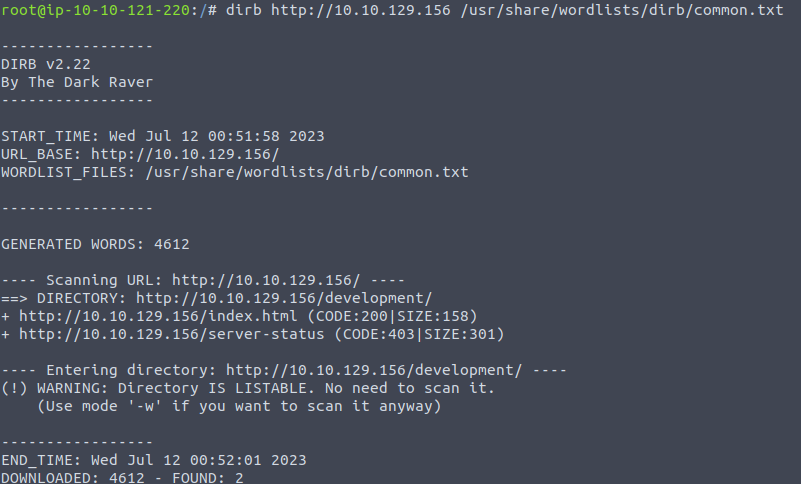 root@ip-10-10-121-220:/# dirb http://10.10.129.156 /usr/share/wordlists/dirb/common.txt
-----------------
DIRB v2.22
By The Dark Raver
-----------------
START_TIME: Wed Jul 12 00:51:58 2023
URL_BASE: http://10.10.129.156/
WORDLIST_FILES: /usr/share/wordlists/dirb/common.txt
-----------------
GENERATED WORDS: 4612
---- Scanning URL: http://10.10.129.156/ ----
==> DIRECTORY: http://10.10.129.156/development/
+ http://10.10.129.156/index.html (CODE:200|SIZE:158)
+ http://10.10.129.156/server-status (CODE:403|SIZE:301)
---- Entering directory: http://10.10.129.156/development/ ----
(!) WARNING: Directory IS LISTABLE. No need to scan it.
    (Use mode '-w' if you want to scan it anyway)
-----------------
END_TIME: Wed Jul 12 00:52:01 2023
DOWNLOADED: 4612 - FOUND: 2